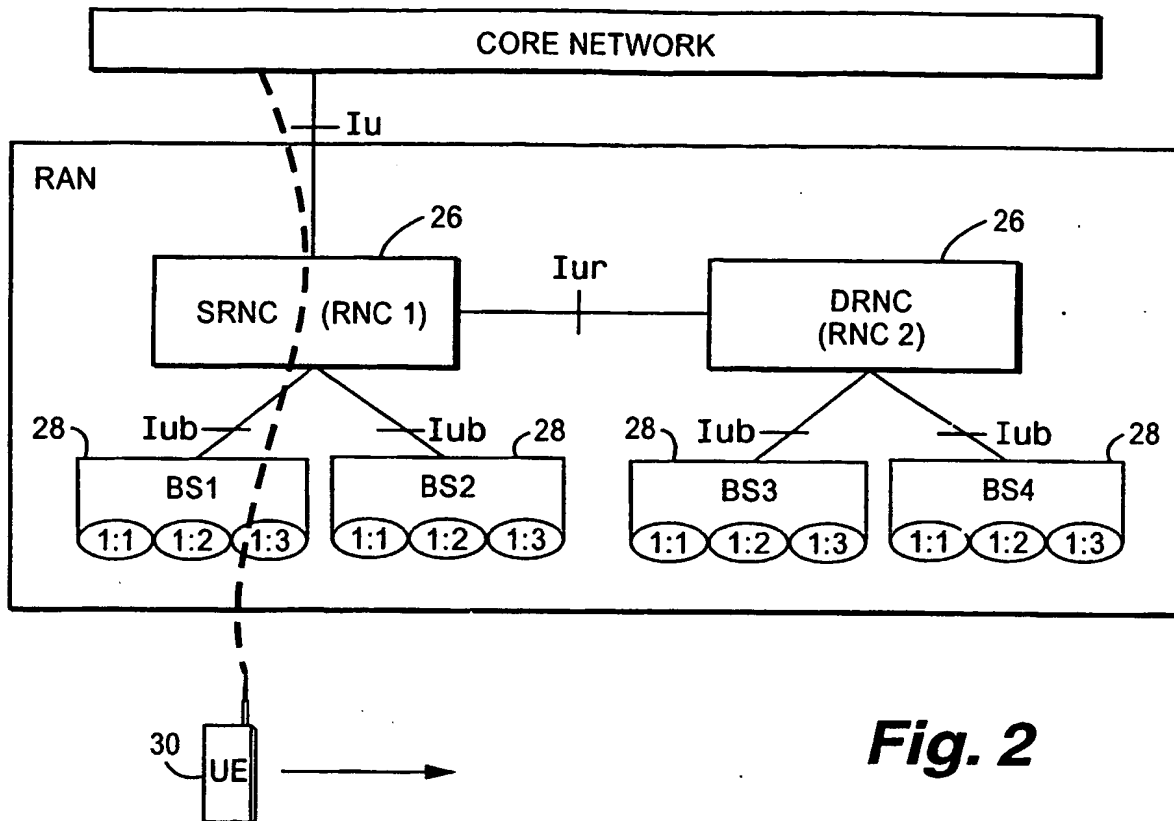 CORE NETWORK
Iu
RAN
26
26
SRNC (RNC 1)
Iur
DRNC
(RNC 2)
28
Iub
Iub
28
28
Iub
Iub
28
BS1
BS2
BS3
BS4
1:1 1:2 1:3
1:1 1:2 1:3
1:1 1:2 1:3
1:1 1:2 1:3
30
UE
Fig. 2